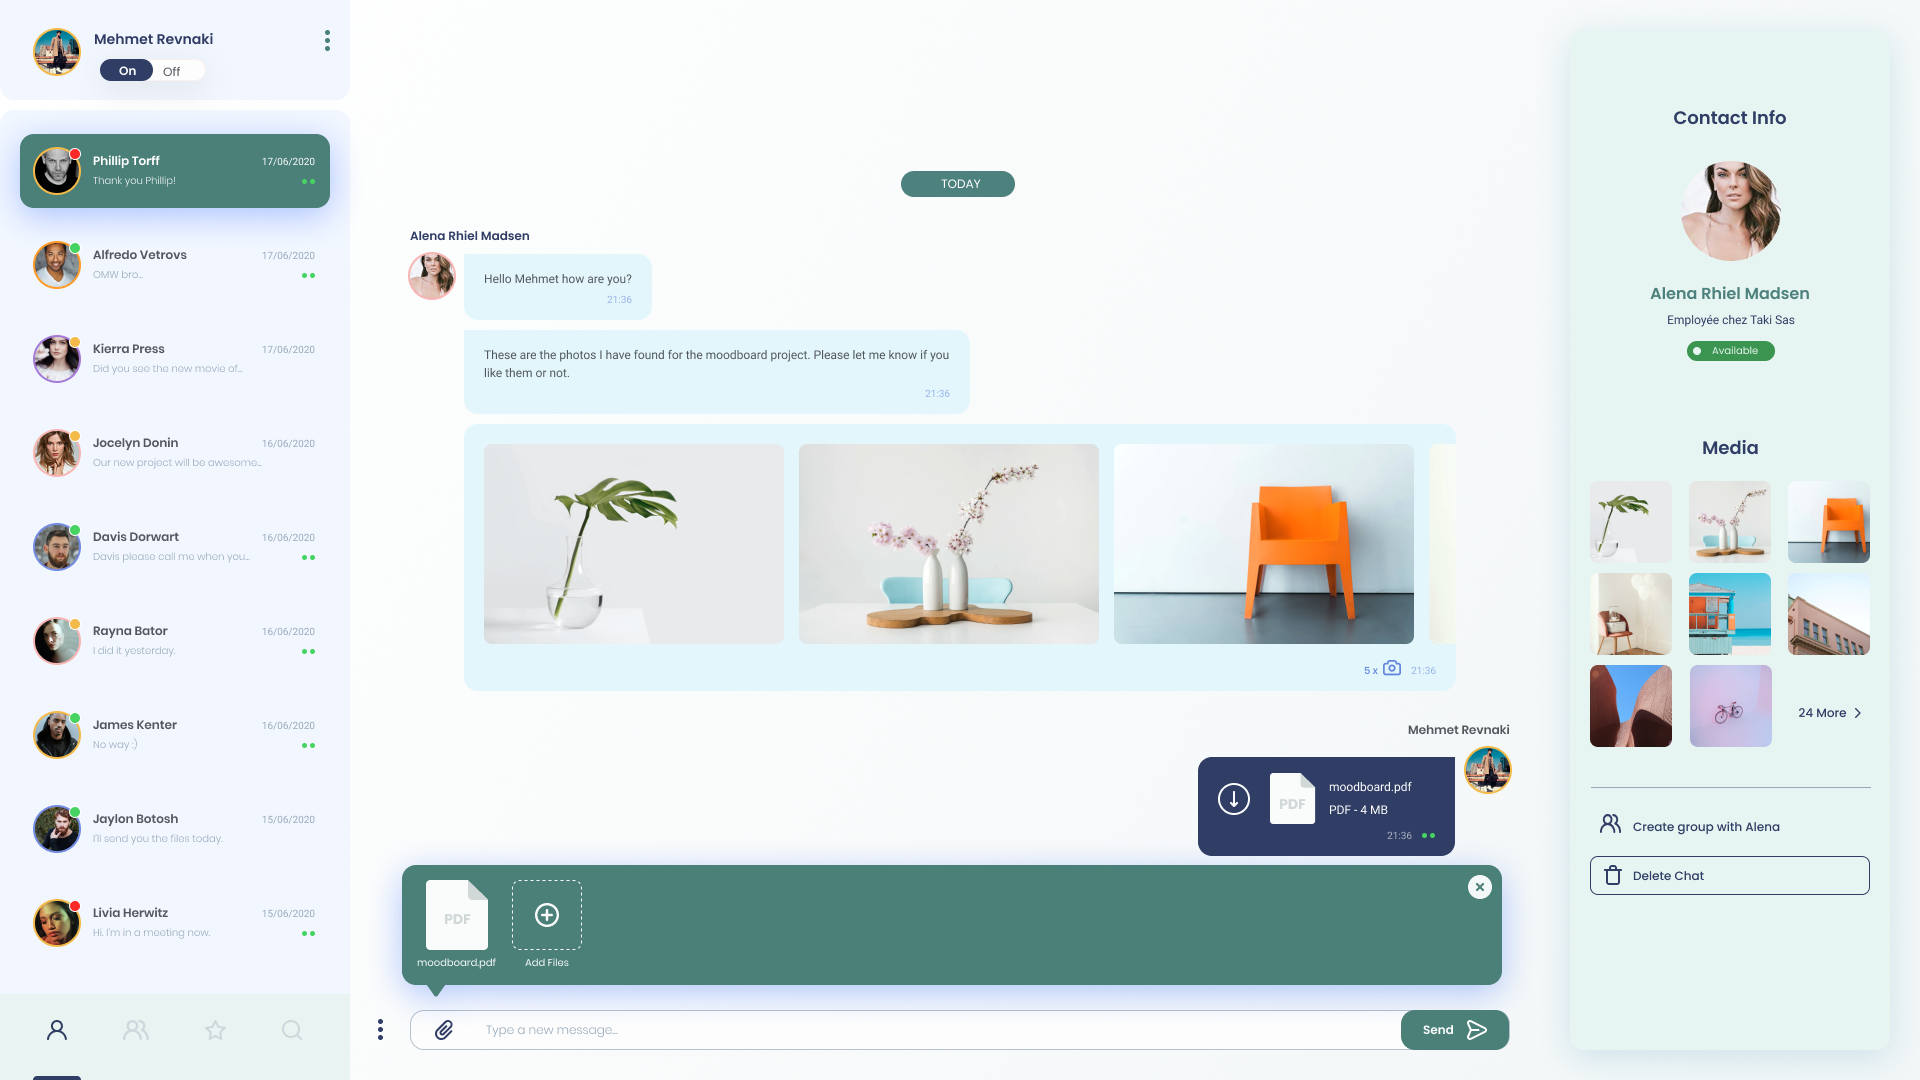 Mehmet Revnaki
On
Off
Phillip Torff
17/06/2020
Thank you Phillip!
Alfredo Vetrovs
17/06/2020
OMW bro...
Kierra Press
17/06/2020
Did you see the new movie of...
Jocelyn Donin
16/06/2020
Our new project will be awesome...
Davis Dorwart
16/06/2020
Davis please call me when you...
Rayna Bator
16/06/2020
I did it yesterday.
James Kenter
16/06/2020
No way :)
Jaylon Botosh
15/06/2020
I'll send you the files today.
Livia Herwitz
15/06/2020
Hi. I'm in a meeting now.
TODAY
Alena Rhiel Madsen
Hello Mehmet how are you?
21:36
These are the photos I have found for the moodboard project. Please let me know if you
like them or not.
21:36
5 x
21:36
Mehmet Revnaki
PDF
moodboard.pdf
PDF - 4 MB
21:36
PDF
moodboard.pdf
Add Files
Type a new message...
Send
Contact Info
Alena Rhiel Madsen
Employée chez Taki Sas
Available
Media
24 More
Create group with Alena
Delete Chat